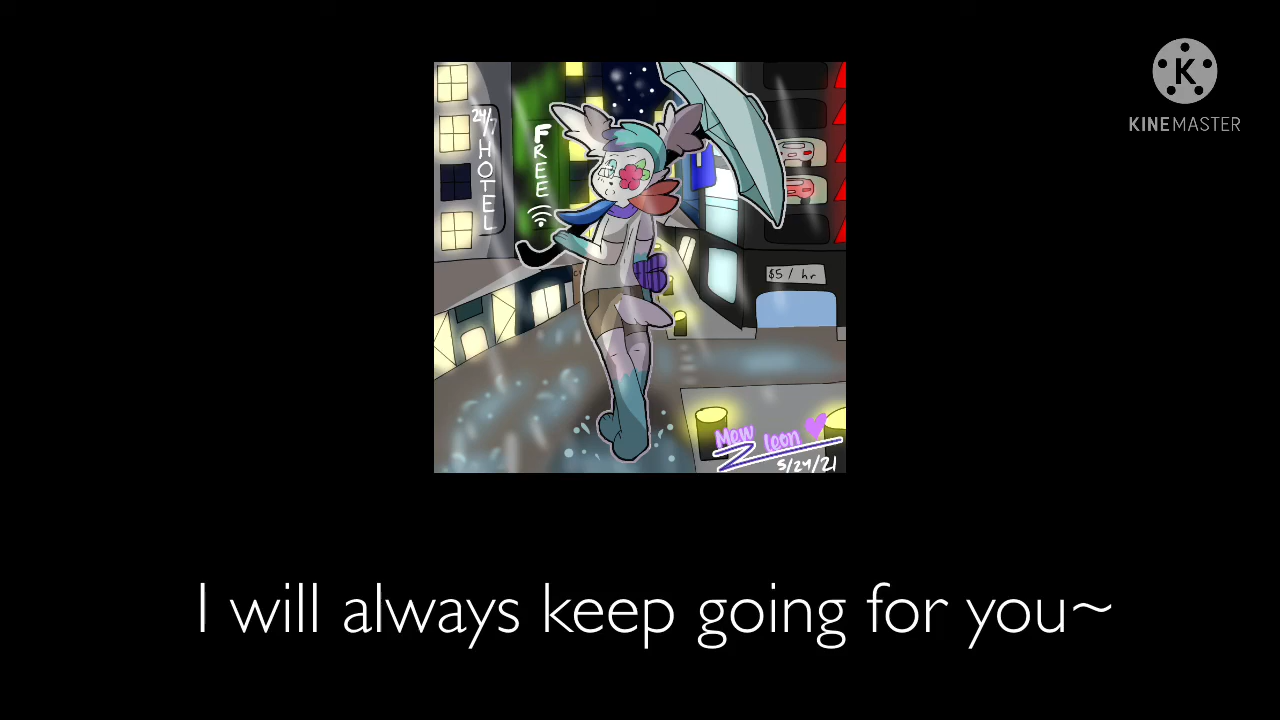 K
KINEMASTER
24/7
HOTEL
FREE
$5 / hr
Mew Leon
5/24/21
I will always keep going for you~